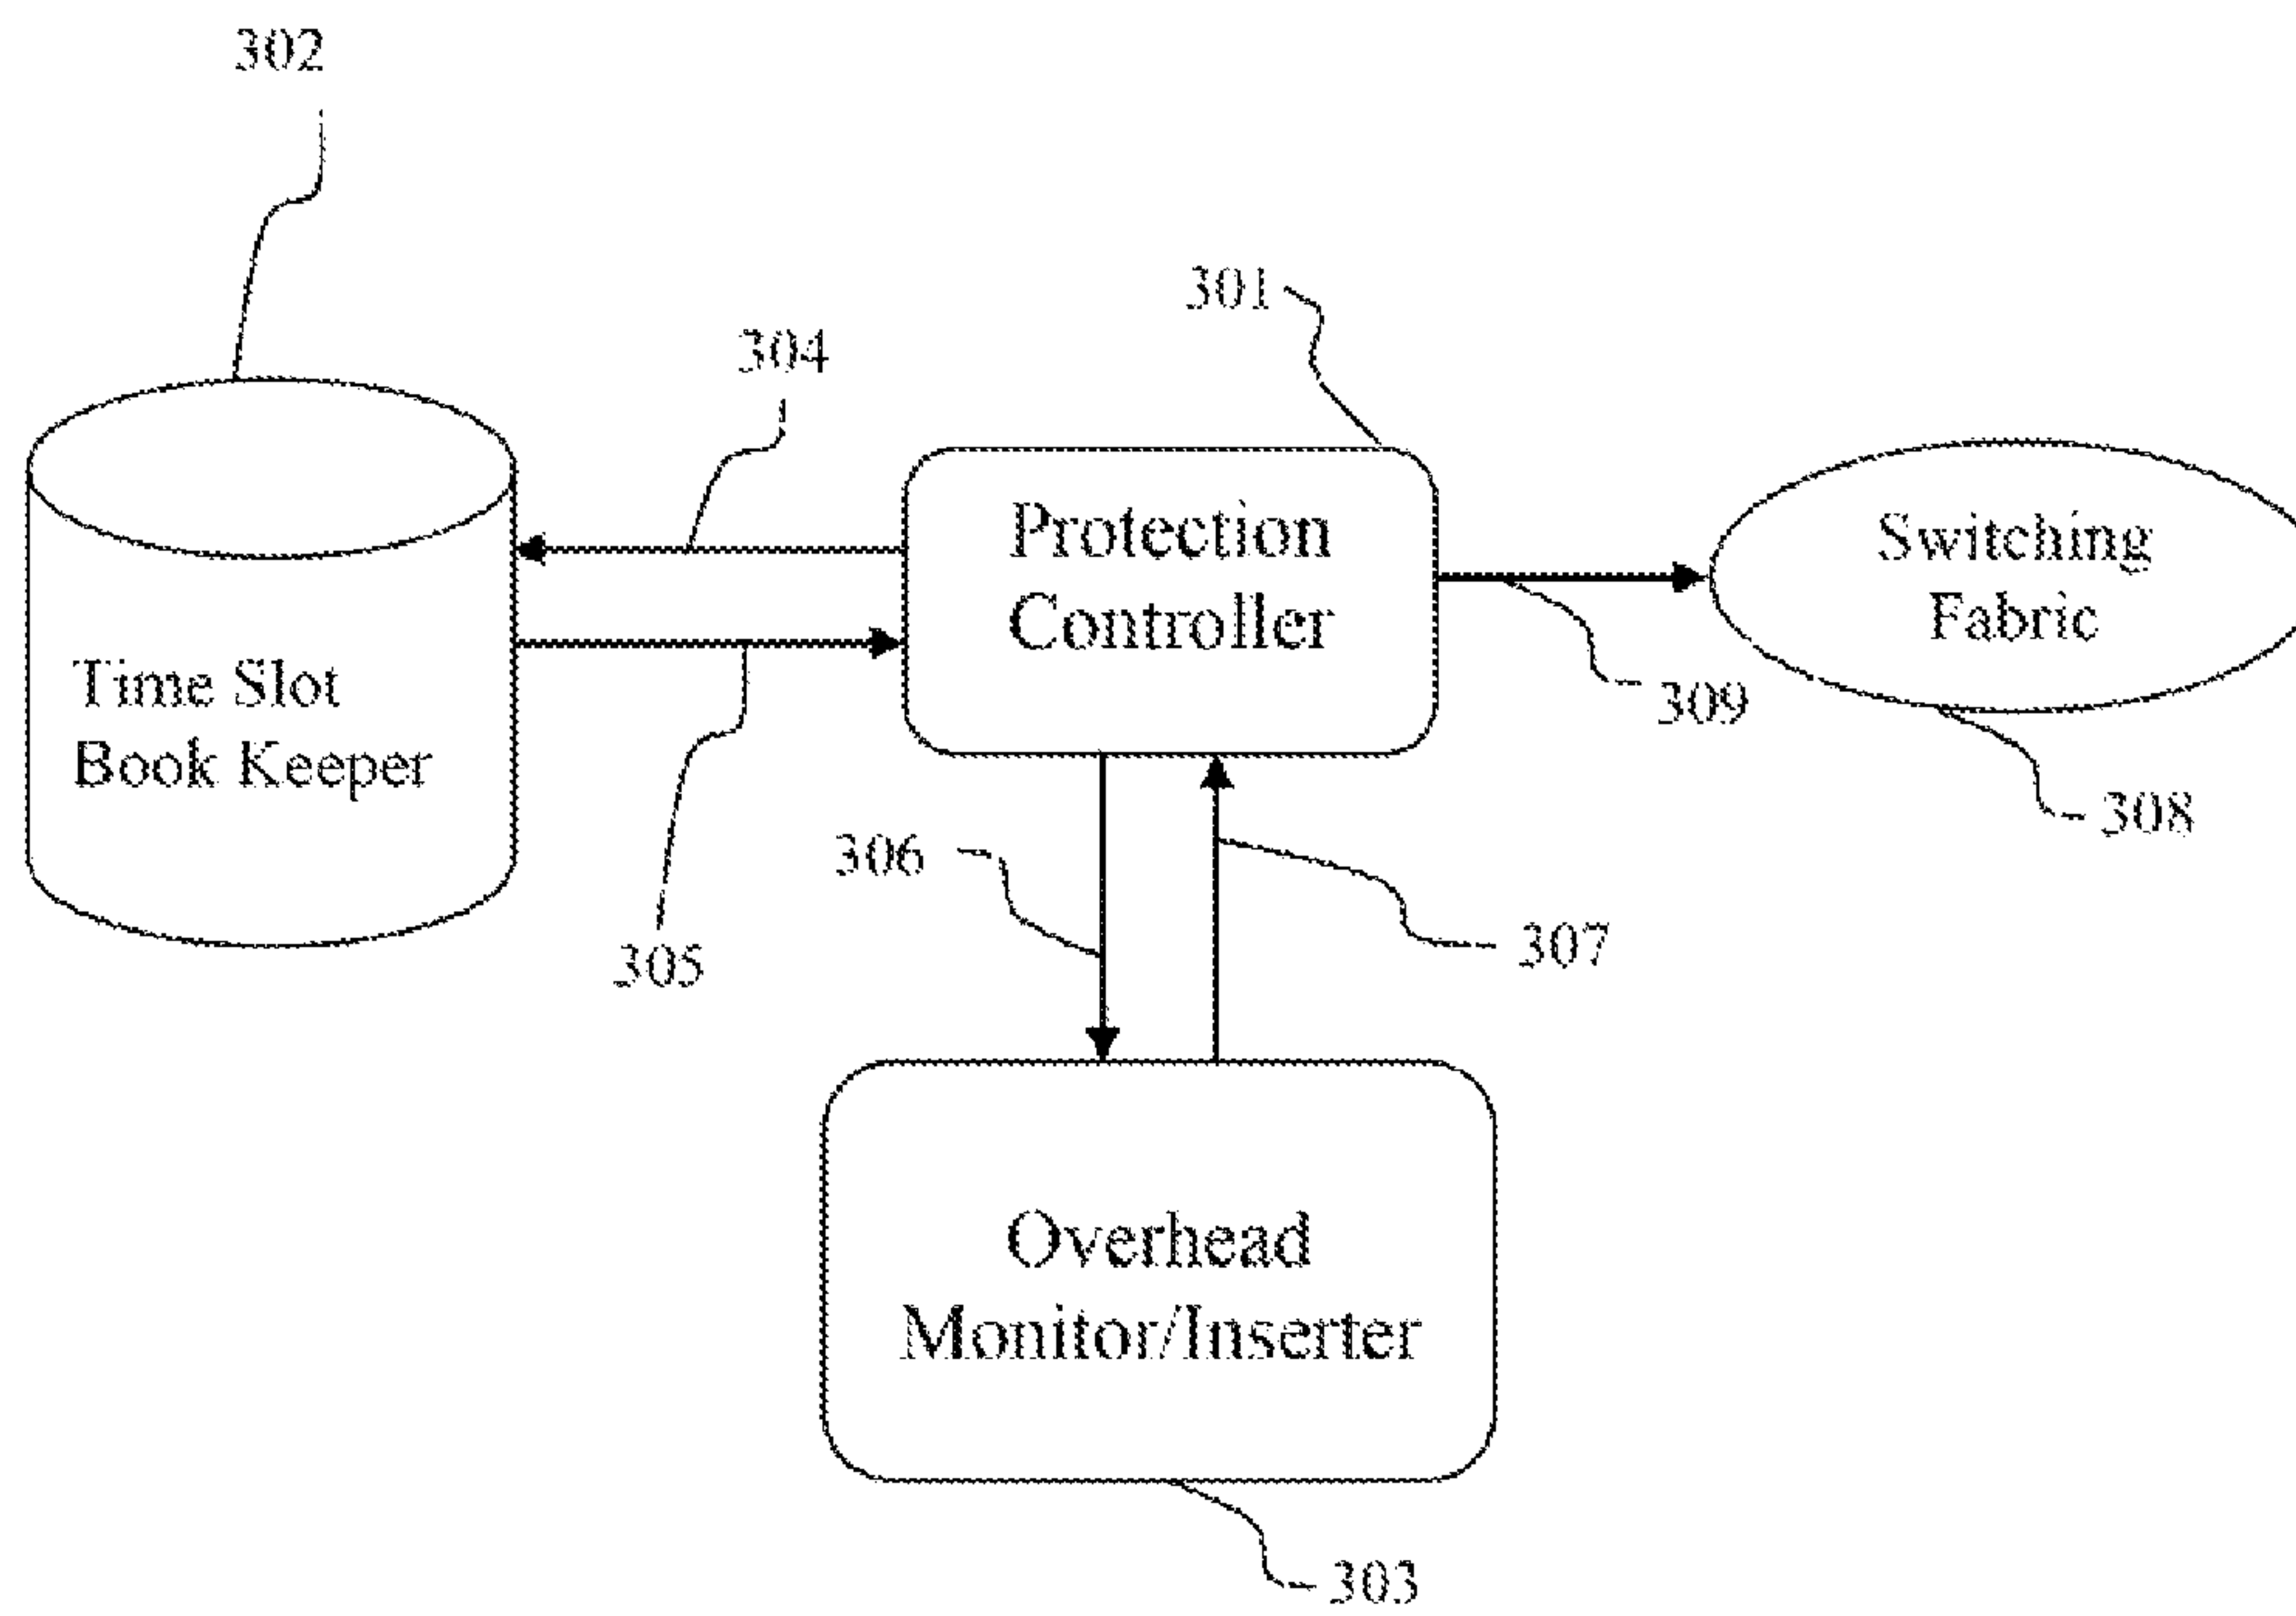 302
301
304
Protection
Controller
Switching
Fabric
Time Slot
Book Keeper
309
308
306
305
307
Overhead
Monitor/Inserter
303